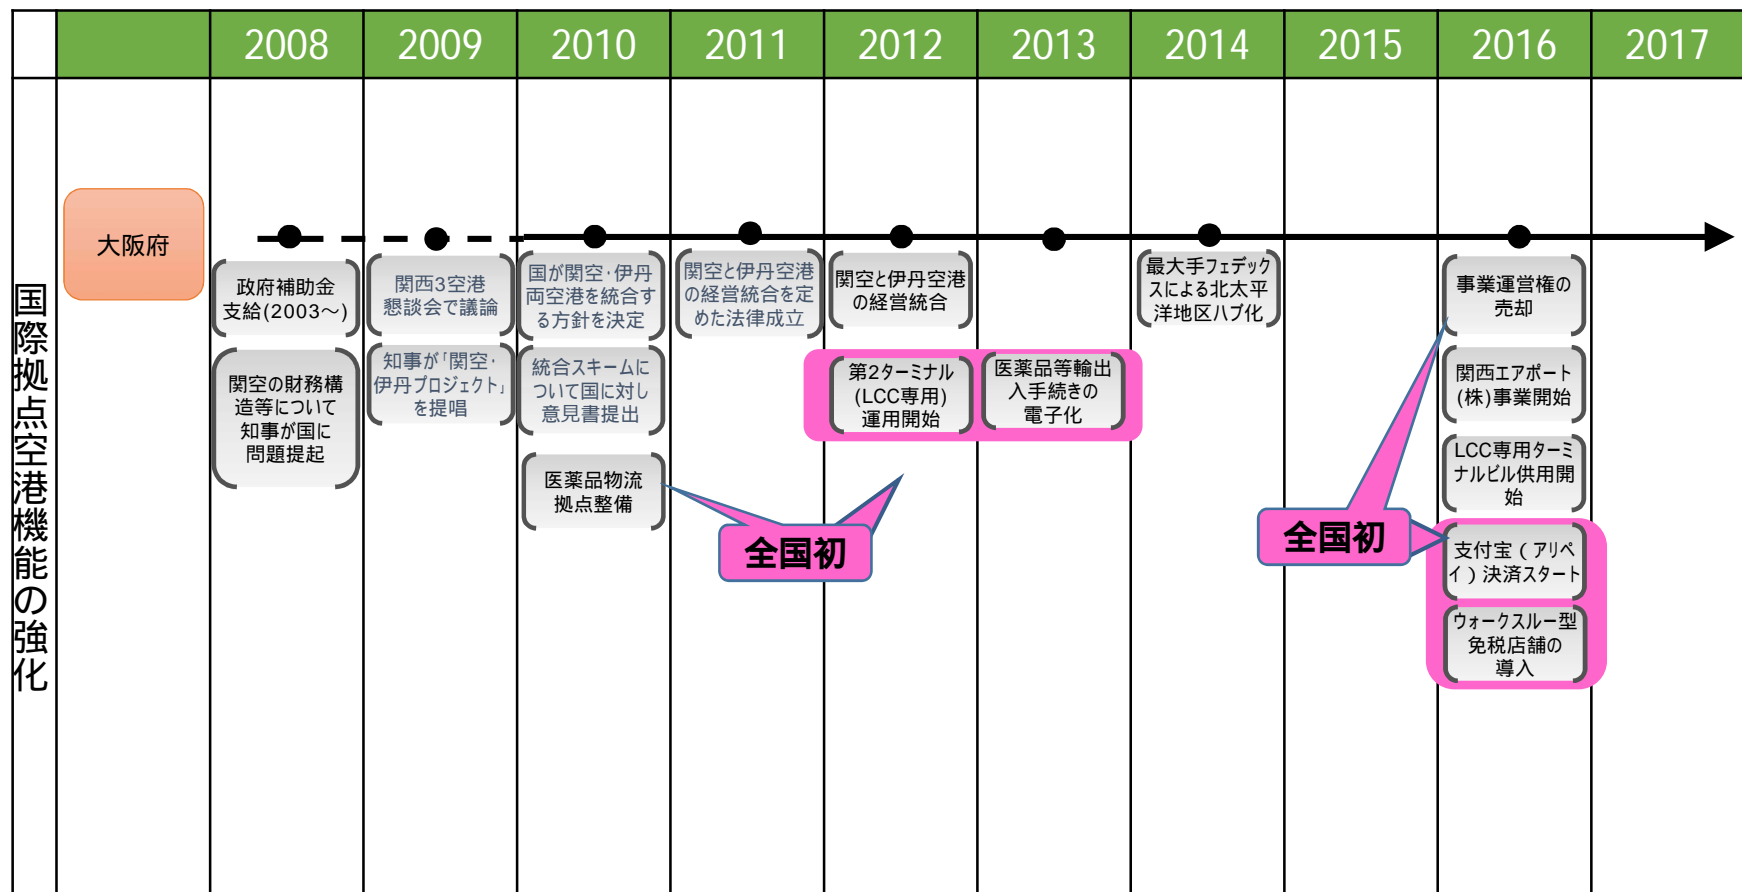 2008
2009
2010
2011
2012
2013
2014
2015
2016
2017
国際拠点空港機能の強化
大阪府
政府補助金
支給(2003～)
関空の財務構
造等について
知事が国に
問題提起
関西3空港
懇談会で議論
知事が「関空・
伊丹プロジェクト」
を提唱
国が関空・伊丹
両空港を統合す
る方針を決定
統合スキームに
ついて国に対し
意見書提出
医薬品物流
拠点整備
関空と伊丹空港
の経営統合を定
めた法律成立
全国初
関空と伊丹空港
の経営統合
第2ターミナル
(LCC専用)
運用開始
医薬品等輸出
入手続きの
電子化
最大手フェデック
スによる北太平
洋地区ハブ化
全国初
事業運営権の
売却
関西エアポート
(株)事業開始
LCC専用ターミ
ナルビル供用開
始
支付宝（アリペ
イ）決済スタート
ウォークスルー型
免税店舗の
導入